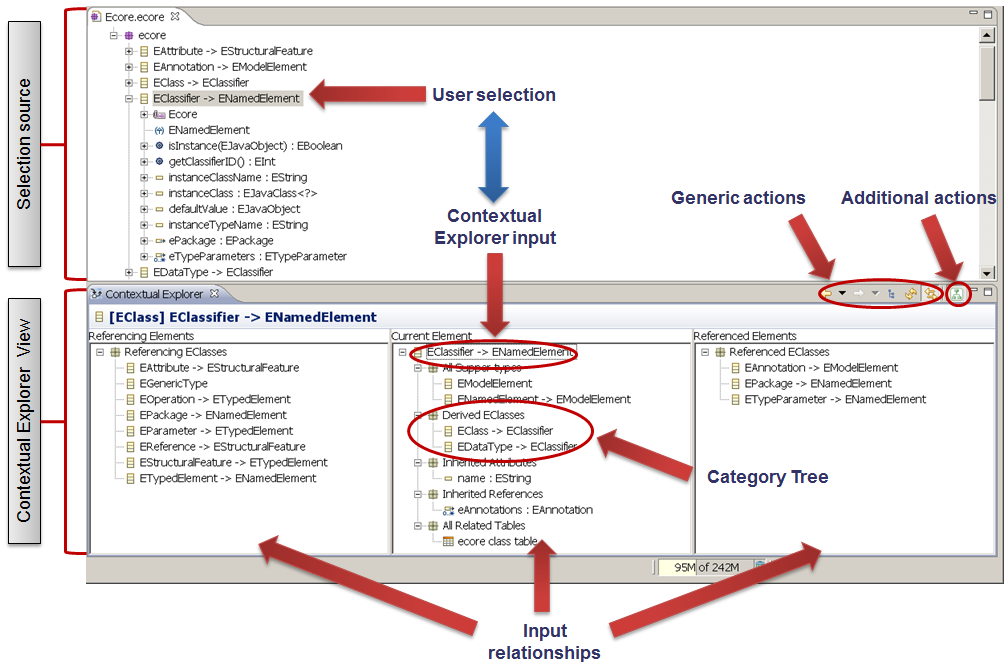 Ecore.ecore
ecore
EAttribute -> EStructuralFeature
EAnnotation -> EModelElement
EClass -> EClassifier
EClassifier -> ENamedElement
Ecore
ENamedElement
isInstance(EJavaObject) : EBoolean
getClassifierID() : EInt
instanceClassName : EString
instanceClass : EJavaClass<?>
defaultValue : EJavaObject
instanceTypeName : EString
ePackage : EPackage
eTypeParameters : ETypeParameter
EDataType -> EClassifier
Selection source
User selection
Contextual
Explorer input
Generic actions
Additional actions
Contextual Explorer View
Contextual Explorer
[EClass] EClassifier -> ENamedElement
Referencing Elements
Referencing EClasses
EAttribute -> EStructuralFeature
EGenericType
EOperation -> ETypedElement
EPackage -> ENamedElement
EParameter -> ETypedElement
EReference -> EStructuralFeature
EStructuralFeature -> ETypedElement
ETypedElement -> ENamedElement
Current Element
EClassifier -> ENamedElement
All Supper types
EModelElement
ENamedElement -> EModelElement
Derived EClasses
EClass -> EClassifier
EDataType -> EClassifier
Inherited Attributes
name : EString
Inherited References
eAnnotations : EAnnotation
All Related Tables
ecore class table
Referenced Elements
Referenced EClasses
EAnnotation -> EModelElement
EPackage -> ENamedElement
ETypeParameter -> ENamedElement
Category Tree
95M of 242M
Input
relationships